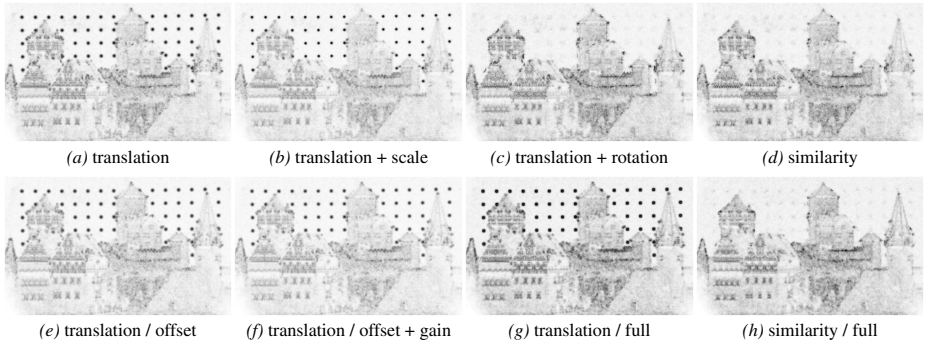 (a) translation
(b) translation + scale
(c) translation + rotation
(d) similarity
(e) translation / offset
(f) translation / offset + gain
(g) translation / full
(h) similarity / full